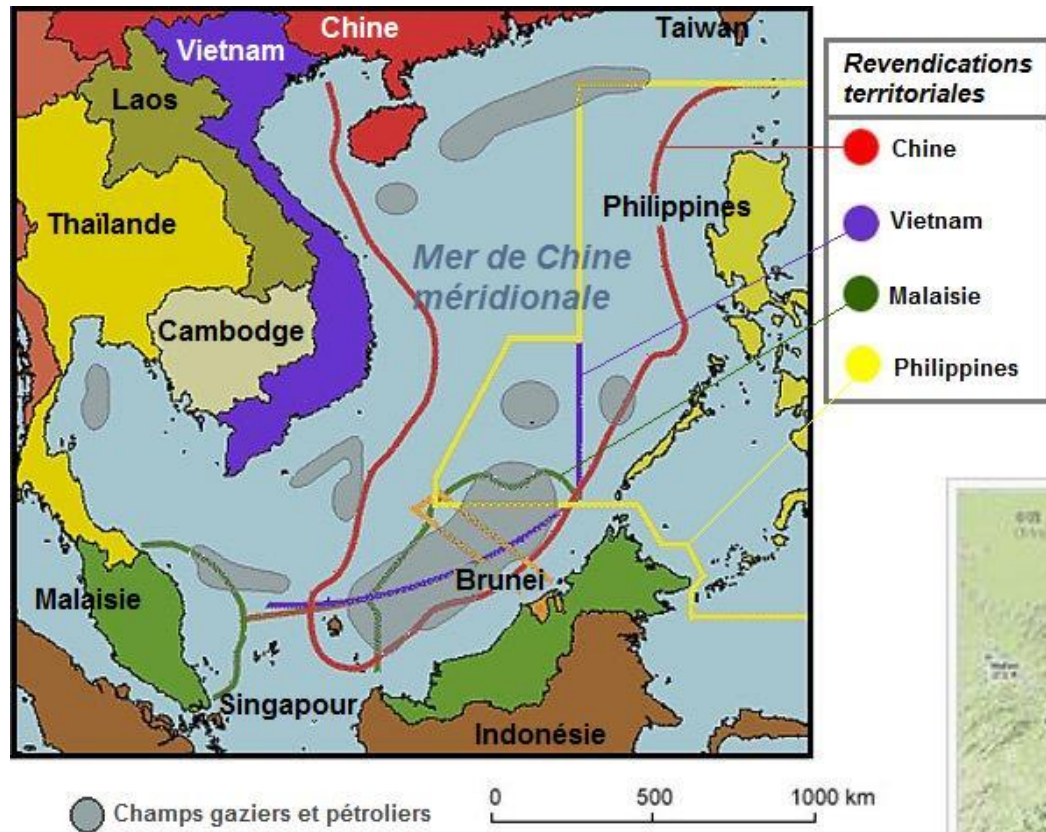 Chine
Taiwan
Vietnam
Laos
Thaïlande
Philippines
Mer de Chine
méridionale
Cambodge
Brunei
Malaisie
Singapour
Indonésie
Revendications
territoriales
Chine
Vietnam
Malaisie
Philippines
Champs gaziers et pétroliers
0 500 1000 km